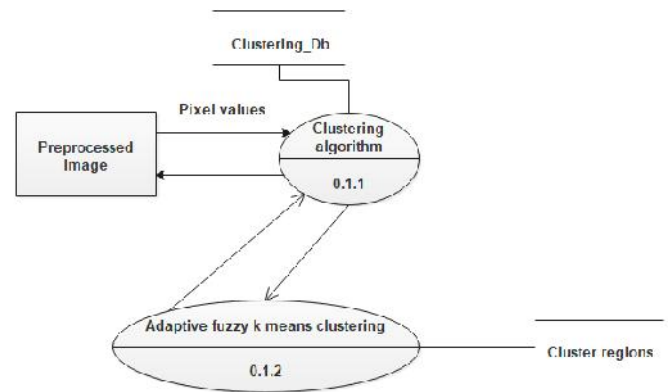 Clustering_Db
Pixel values
Preprocessed
Image
Clustering
algorithm
0.1.1
Adaptive fuzzy k means clustering
0.1.2
Cluster regions